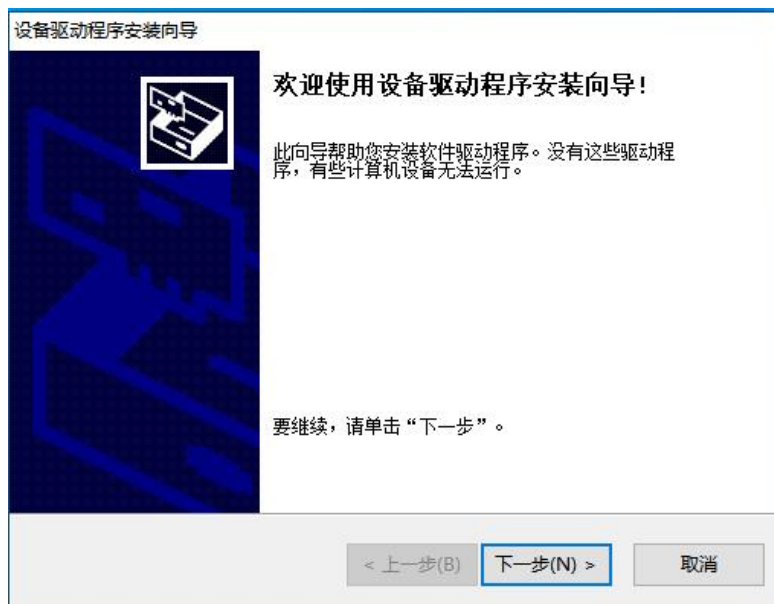 设备驱动程序安装向导
欢迎使用设备驱动程序安装向导!
此向导帮助您安装软件驱动程序。没有这些驱动程
序，有些计算机设备无法运行。
要继续，请单击“下一步”。
< 上一步(B)
下一步(N) >
取消